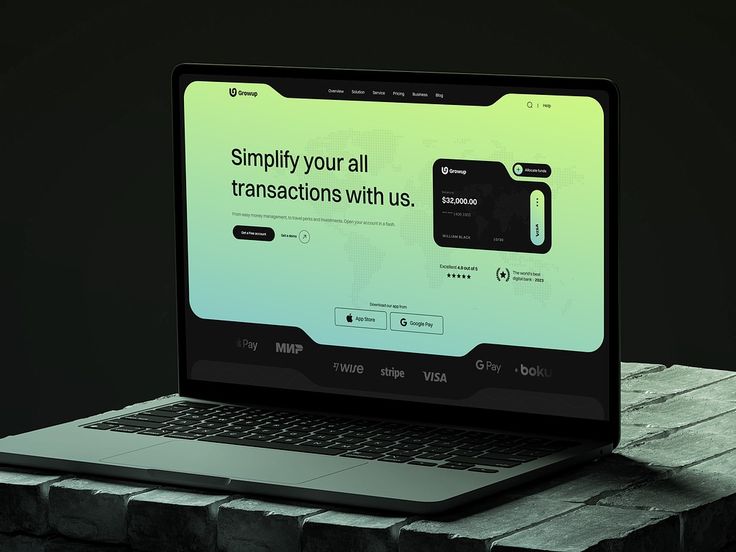 Growup
Overview Solution Service Pricing Business Blog
Help
Simplify your all
transactions with us.
From easy money management, to travel perks and investments. Open your account in a flash.
Get a free account
Get a demo
Growup
Allocate funds
$32,000.00
VISA
WILLIAM BLACK
Excellent 4.9 out of 5
The world's best
digital bank - 2023
Download our app from
App Store
Google Pay
Pay
МИР
WISE
stripe
VISA
G Pay
boku